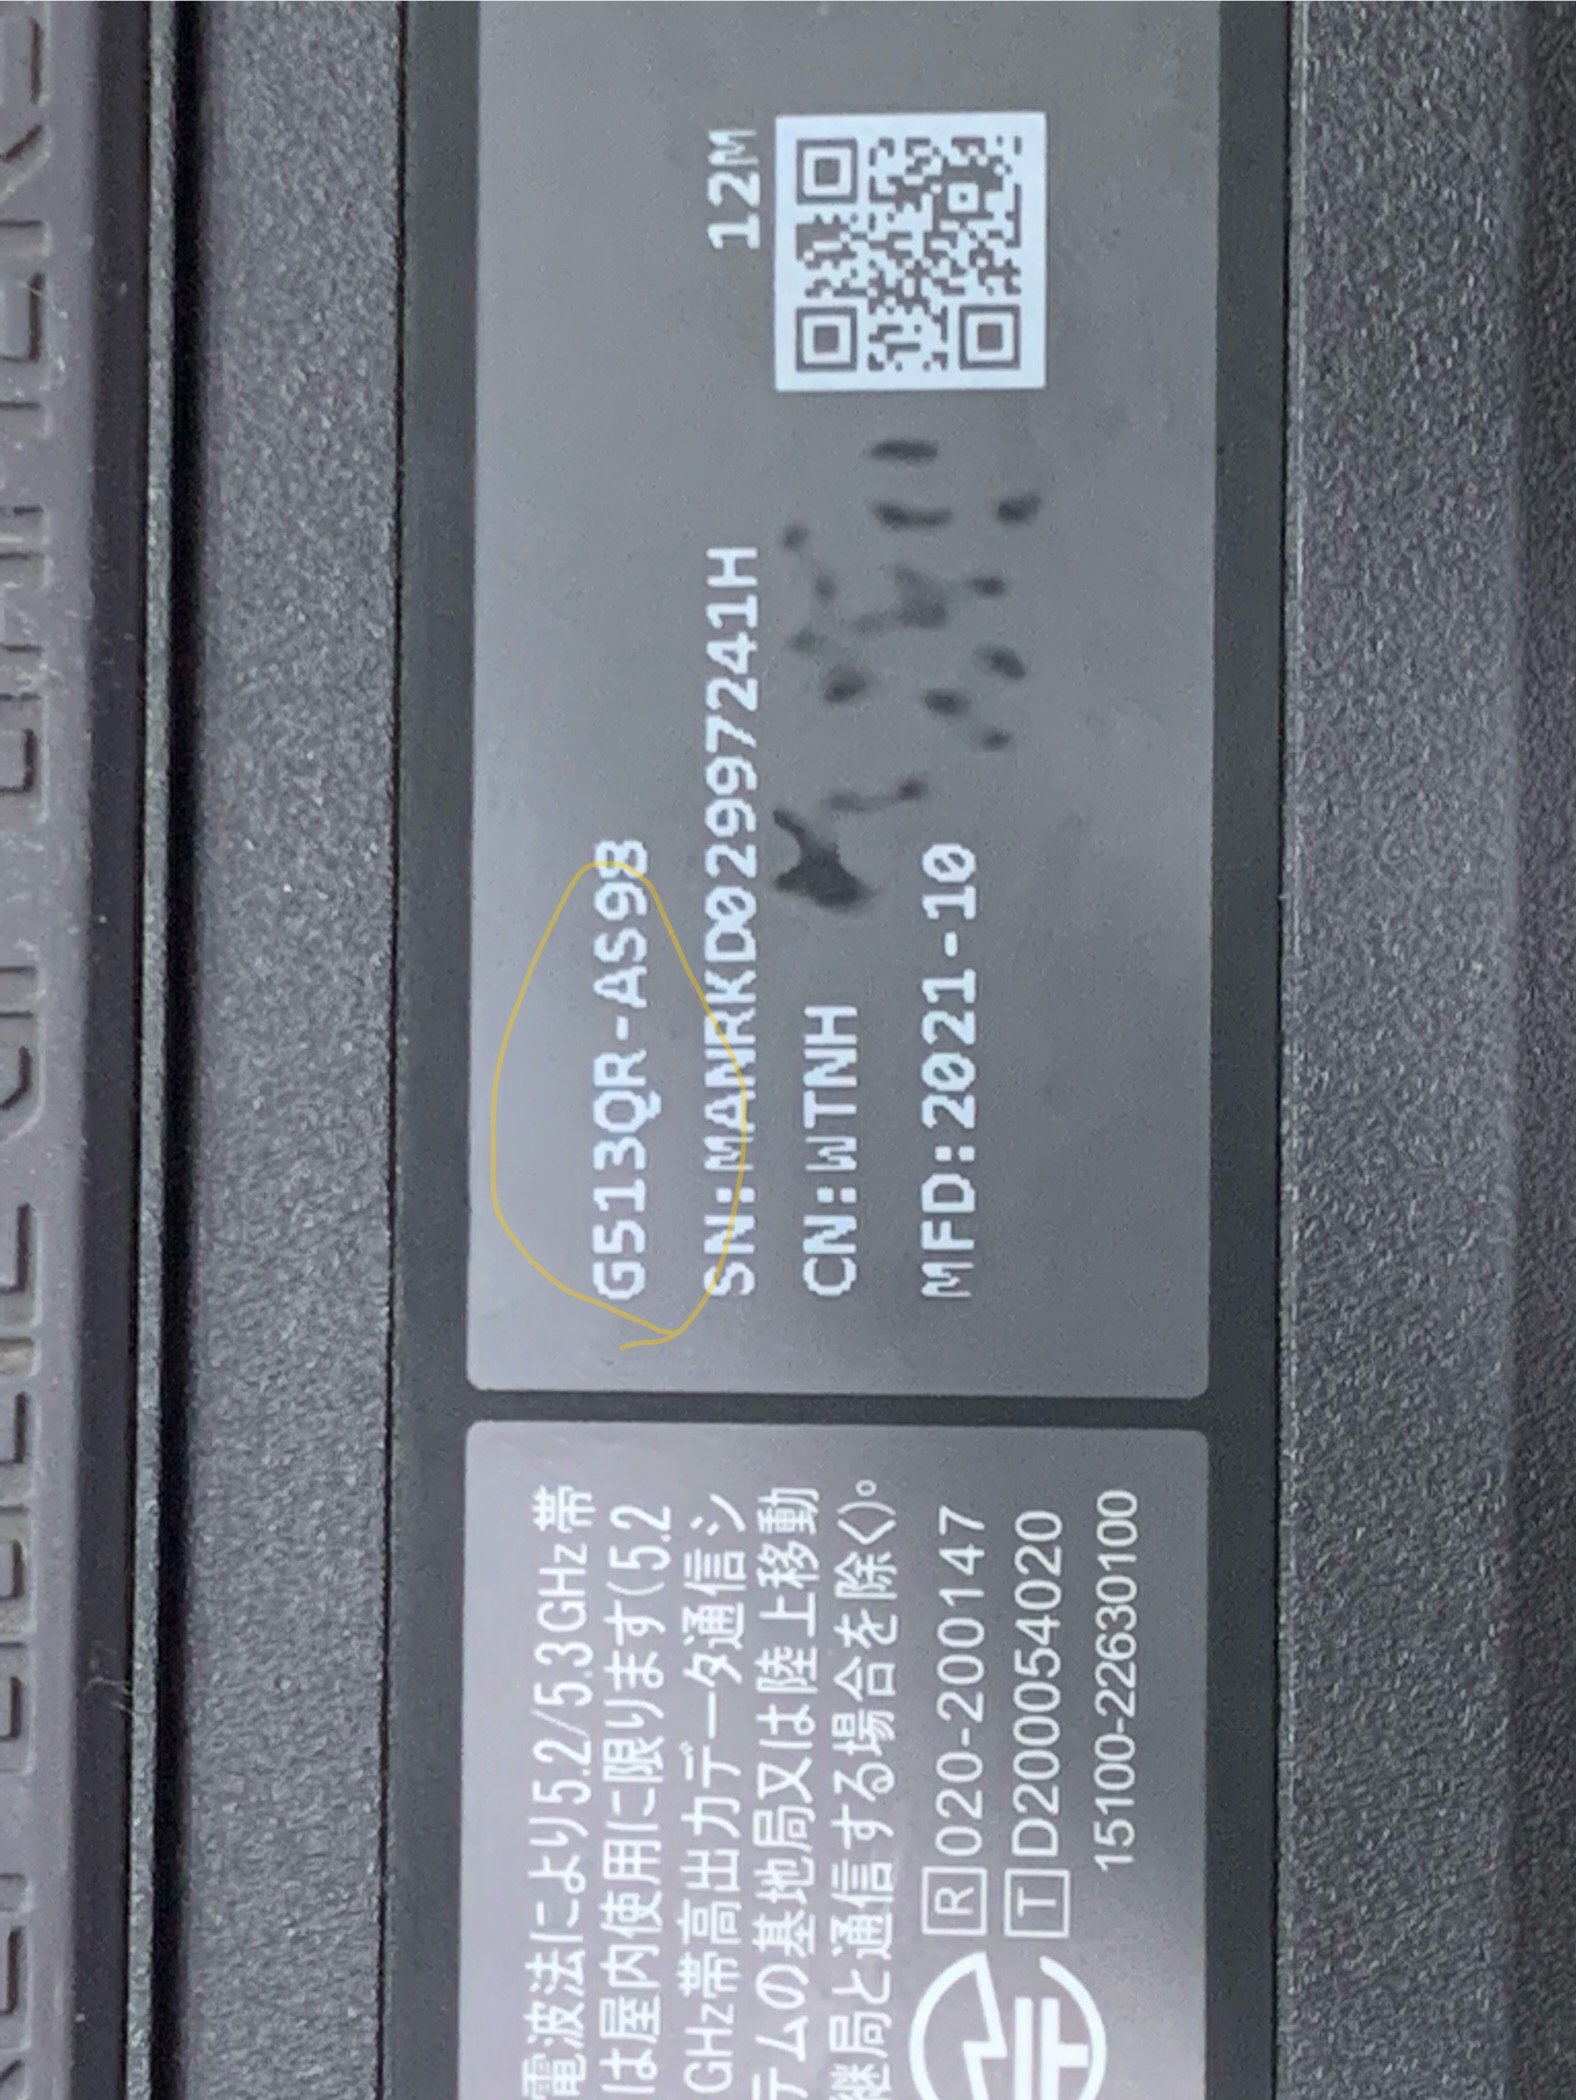 電波法により5.2/5.3GHz帯
は屋内使用に限ります(5.2
GHz帯高出力データ通信シ
テムの基地局又は陸上移動
継局と通信する場合を除く)。
R 020-200147
T D200054020
15100-22630100
G513QR-AS98
SN:MANRKD02997241H
12M
CN:WTNH
MFD:2021-10